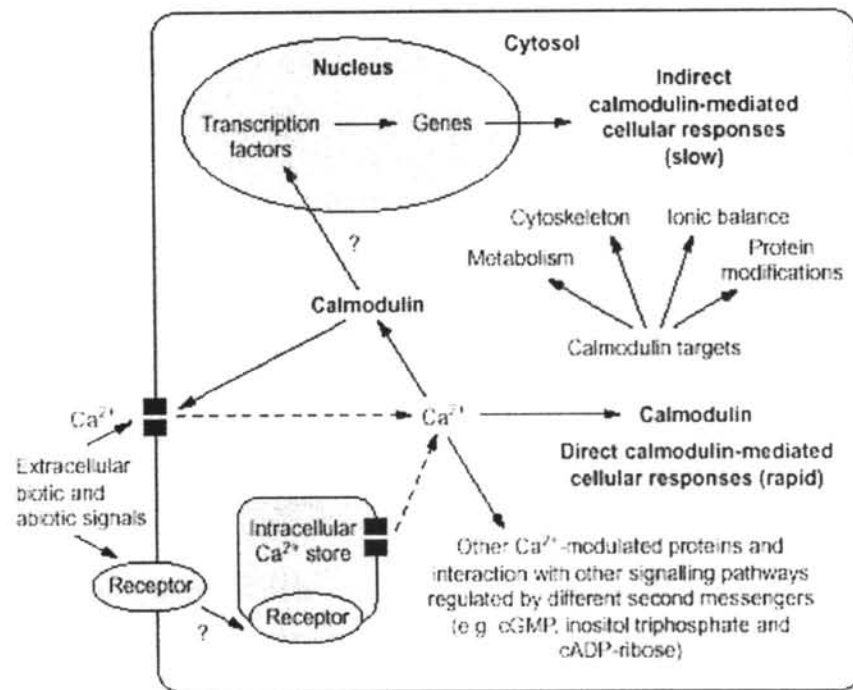 Cytosol
Nucleus
Transcription
factors
Genes
Indirect
calmodulin-mediated
cellular responses
(slow)
?
Cytoskeleton
Ionic balance
Metabolism
Protein
modifications
Calmodulin
Calmodulin targets
Ca²⁺
Ca²⁺
Calmodulin
Direct calmodulin-mediated
cellular responses (rapid)
Extracellular
biotic and
abiotic signals
Intracellular
Ca²⁺ store
Receptor
Receptor
?
Other Ca²⁺-modulated proteins and
interaction with other signalling pathways
regulated by different second messengers
(e.g. cGMP, inositol triphosphate and
cADP-ribose)